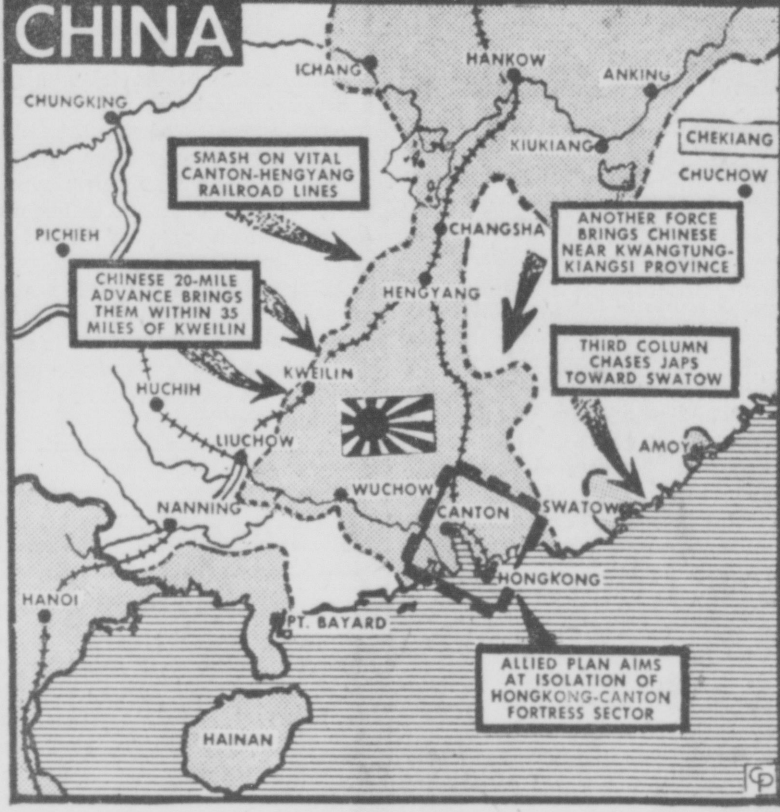 CHINA
ICHANG
HANKOW
ANKING
CHUNGKING
KIUKIANG
CHEKIANG
SMASH ON VITAL
CANTON-HENGYANG
RAILROAD LINES
CHUCHOW
PICHIEH
CHANGSHA
ANOTHER FORCE
BRINGS CHINESE
NEAR KWANGTUNG-
KIANGSI PROVINCE
CHINESE 20-MILE
ADVANCE BRINGS
THEM WITHIN 35
MILES OF KWEILIN
HENGYANG
THIRD COLUMN
CHASES JAPS
TOWARD SWATOW
KWEILIN
HUCHIH
LIUCHOW
AMOY
WUCHOW
NANNING
CANTON
SWATOW
HONGKONG
HANOI
PT. BAYARD
ALLIED PLAN AIMS
AT ISOLATION OF
HONGKONG-CANTON
FORTRESS SECTOR
HAINAN
CP